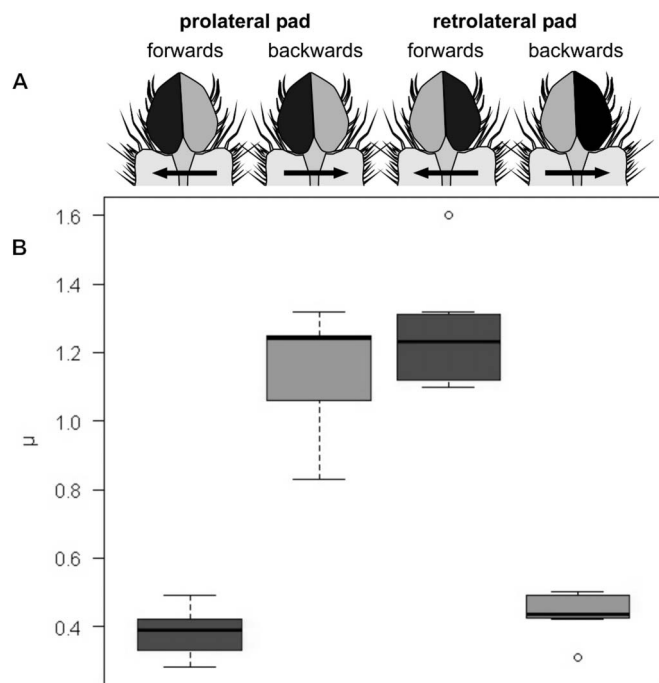 prolateral pad retrolateral pad
forwards backwards forwards backwards
A
B
1.6
1.4
1.2
1.0
0.8
0.6
0.4
μ